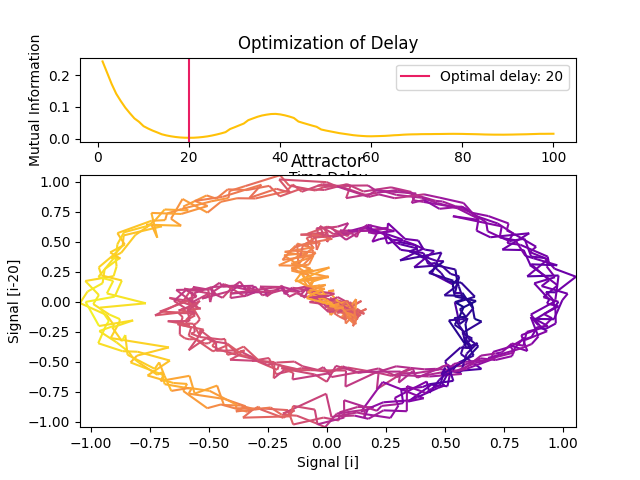 Optimization of Delay
Mutual Information
0.2
0.1
0.0
Optimal delay: 20
0 20 40 60 80 100
Time Delay
Attractor
Signal [i-20]
1.00
0.75
0.50
0.25
0.00
−0.25
−0.50
−0.75
−1.00
−1.00 −0.75 −0.50 −0.25 0.00 0.25 0.50 0.75 1.00
Signal [i]